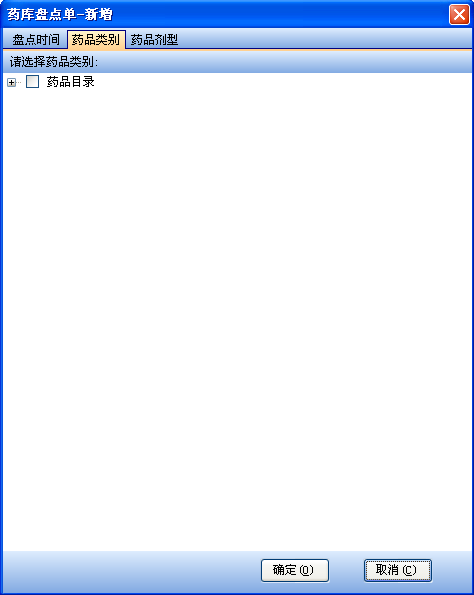 药库盘点单-新增
盘点时间 药品类别 药品剂型
请选择药品类别:
药品目录
确定(O) 取消(C)